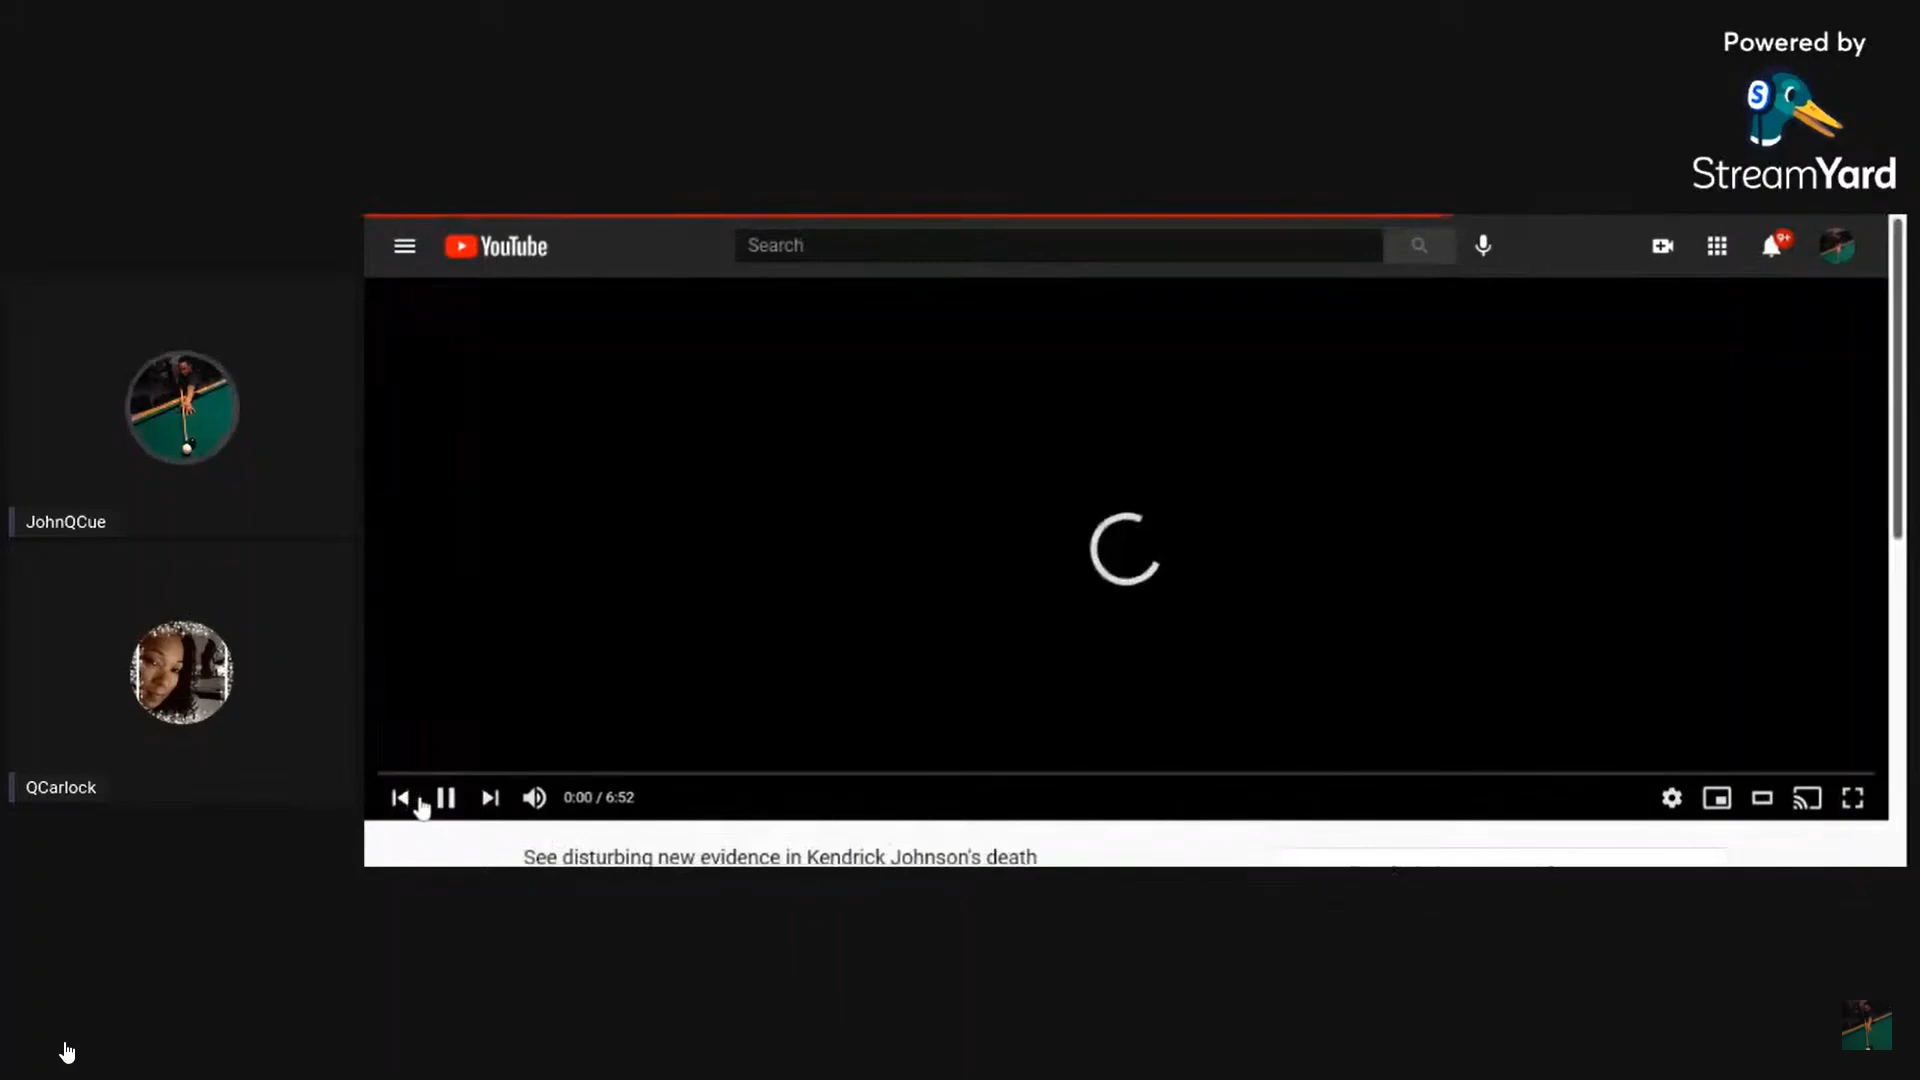 Powered by
S
StreamYard
YouTube
Search
9+
JohnQCue
QCarlock
0:00 / 6:52
See disturbing new evidence in Kendrick Johnson's death